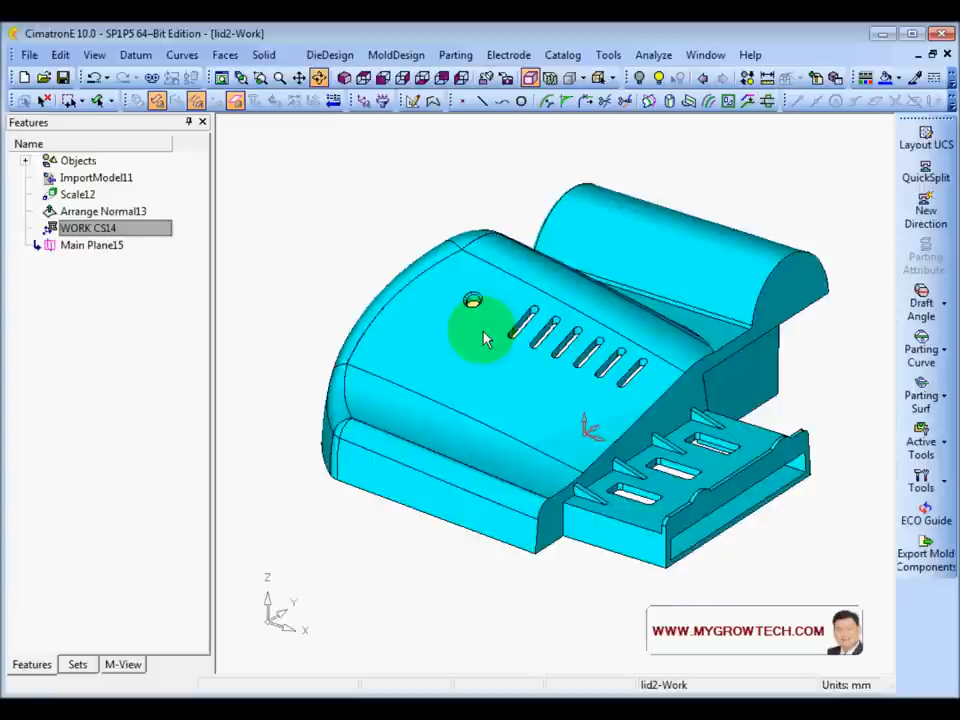 CimatronE 10.0 - SP1P5 64–Bit Edition - [lid2-Work]
File Edit View Datum Curves Faces Solid DieDesign MoldDesign Parting Electrode Catalog Tools Analyze Window Help
Features
Name
Objects
ImportModel11
Scale12
Arrange Normal13
WORK CS14
Main Plane15
Layout UCS
QuickSplit
New
Direction
Parting
Attribute
Draft
Angle
Parting
Curve
Parting
Surf
Active
Tools
Tools
ECO Guide
Export Mold
Components
Z
Y
X
WWW.MYGROWTECH.COM
Features Sets M-View
lid2-Work Units: mm